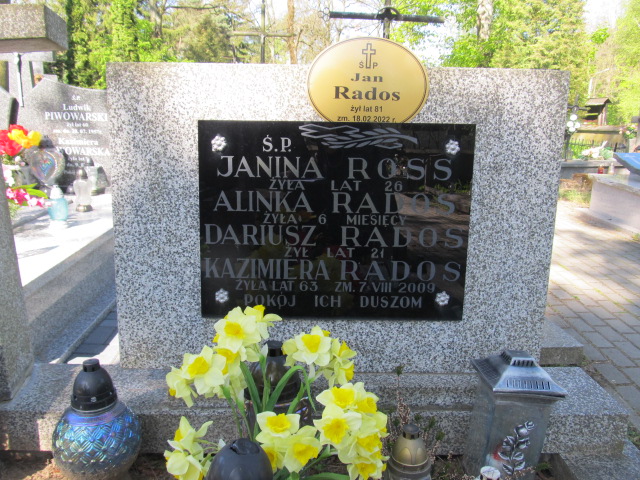 Ś P
Jan
Rados
żył lat 81
zm. 18.02.2022 r.
Ś.P.
JANINA ROSS
ŻYŁA LAT 26
ALINKA RADOS
ŻYŁA 6 MIESIĘCY
DARIUSZ RADOS
ŻYŁ LAT 21
KAZIMIERA RADOS
ŻYŁA LAT 63 ZM. 7 VIII 2009
POKÓJ ICH DUSZOM
Ludwik
PIWOWARSKI
Kazimiera